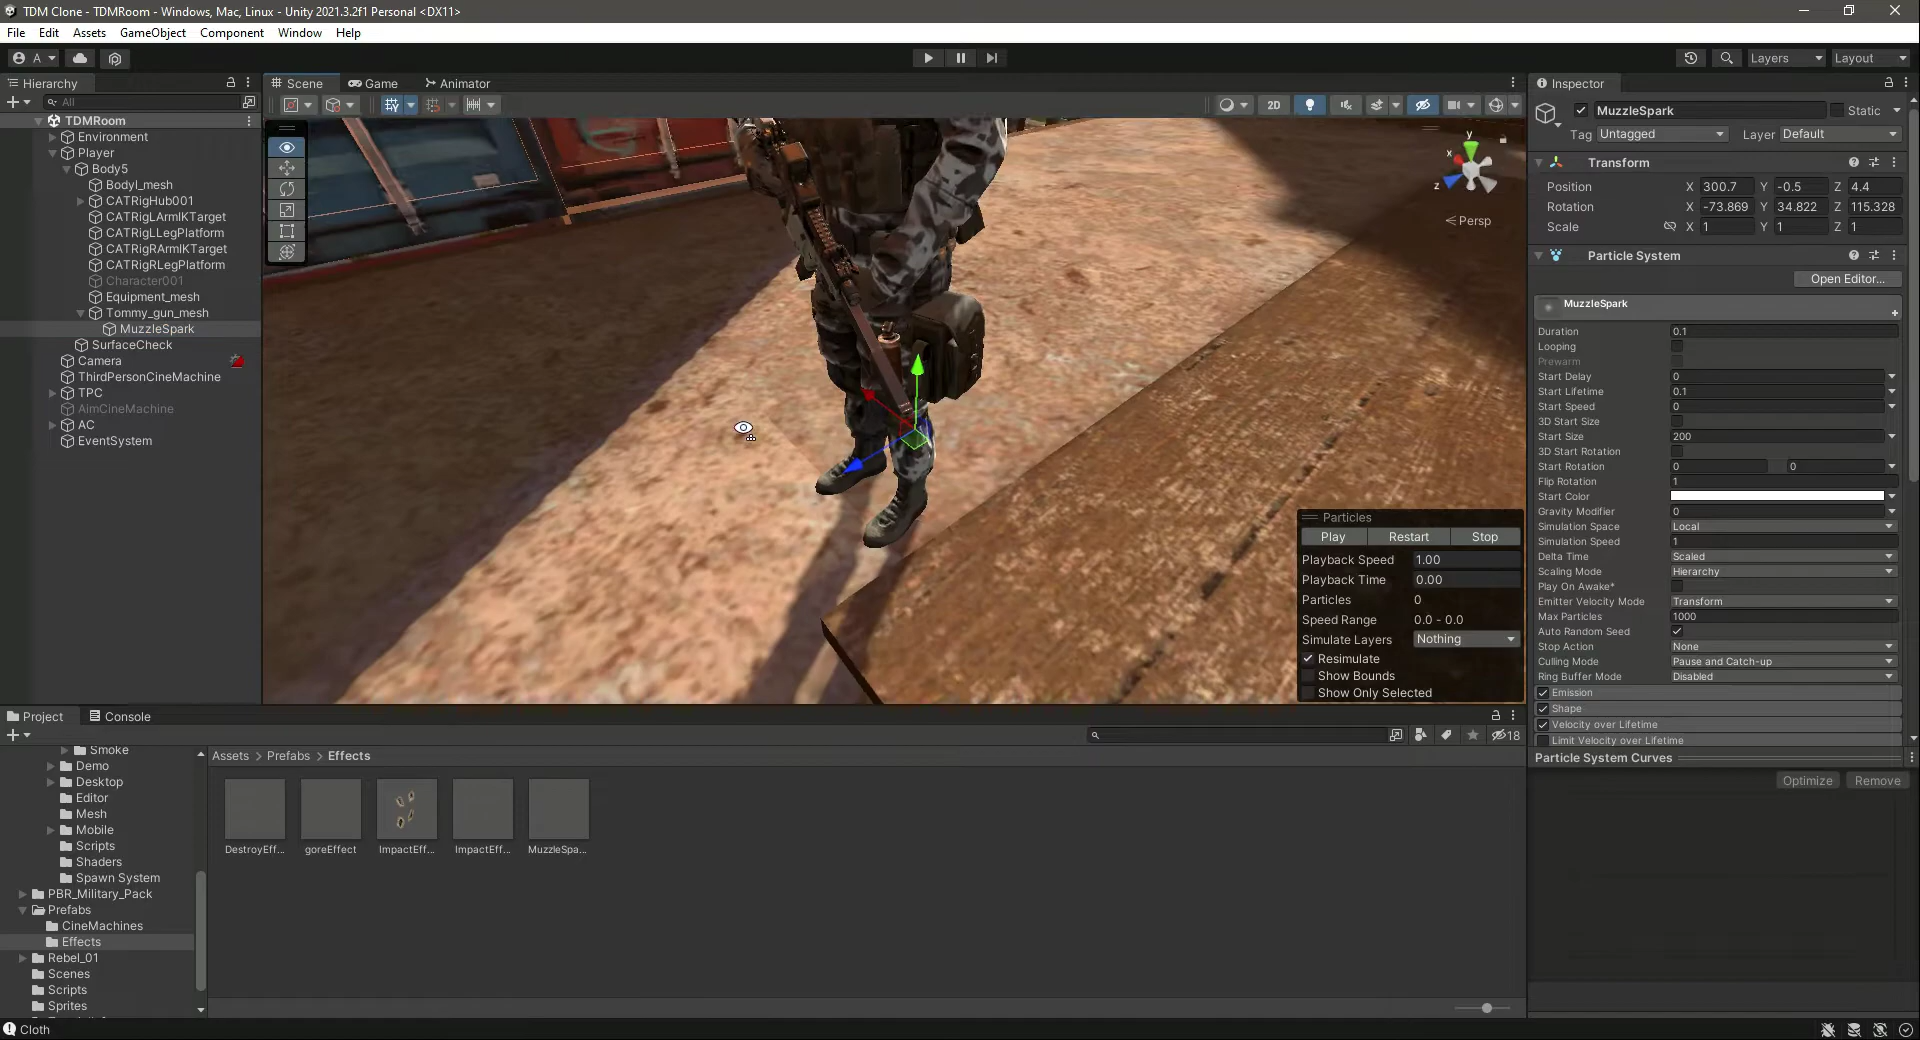 TDM Clone - TDMRoom - Windows, Mac, Linux - Unity 2021.3.2f1 Personal <DX11>
File Edit Assets GameObject Component Window Help
A Layers Layout
Hierarchy
All
TDMRoom
Environment
Player
Body5
Bodyl_mesh
CATRigHub001
CATRigLArmIKTarget
CATRigLLegPlatform
CATRigRArmIKTarget
CATRigRLegPlatform
Character001
Equipment_mesh
Tommy_gun_mesh
MuzzleSpark
SurfaceCheck
Camera
ThirdPersonCineMachine
TPC
AimCineMachine
AC
EventSystem
Scene Game Animator
2D
y
x
z
Persp
Particles
Play Restart Stop
Playback Speed 1.00
Playback Time 0.00
Particles 0
Speed Range 0.0 - 0.0
Simulate Layers Nothing
Resimulate
Show Bounds
Show Only Selected
Inspector
MuzzleSpark Static
Tag Untagged Layer Default
Transform
Position X 300.7 Y -0.5 Z 4.4
Rotation X -73.869 Y 34.822 Z 115.328
Scale X 1 Y 1 Z 1
Particle System
Open Editor...
MuzzleSpark
Duration 0.1
Looping
Prewarm
Start Delay 0
Start Lifetime 0.1
Start Speed 0
3D Start Size
Start Size 200
3D Start Rotation
Start Rotation 0 0
Flip Rotation 1
Start Color
Gravity Modifier 0
Simulation Space Local
Simulation Speed 1
Delta Time Scaled
Scaling Mode Hierarchy
Play On Awake*
Emitter Velocity Mode Transform
Max Particles 1000
Auto Random Seed
Stop Action None
Culling Mode Pause and Catch-up
Ring Buffer Mode Disabled
Emission
Shape
Velocity over Lifetime
Limit Velocity over Lifetime
Particle System Curves
Optimize Remove
Project Console
18
Smoke
Demo
Desktop
Editor
Mesh
Mobile
Scripts
Shaders
Spawn System
PBR_Military_Pack
Prefabs
CineMachines
Effects
Rebel_01
Scenes
Scripts
Sprites
Assets Prefabs Effects
DestroyEff... goreEffect ImpactEff... ImpactEff... MuzzleSpa...
Cloth